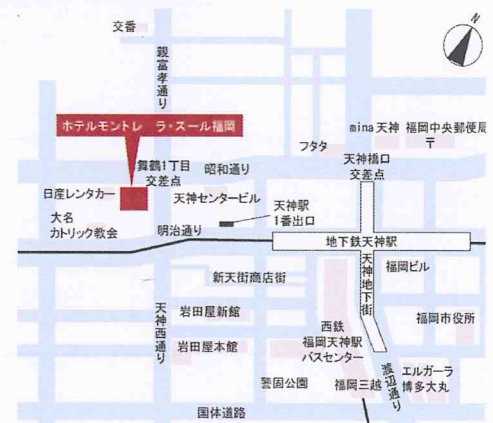 交番
N
親富孝通り
ホテルモントレ ラ・スール福岡
mina天神
福岡中央郵便局
〒
フタタ
天神橋口
交差点
舞鶴1丁目
交差点
昭和通り
日産レンタカー
天神センタービル
天神駅
1番出口
大名
カトリック教会
明治通り
地下鉄天神駅
新天街商店街
天神地下街
福岡ビル
天神西通り
岩田屋新館
福岡市役所
西鉄
福岡天神駅
バスセンター
岩田屋本館
渡辺通り
エルガーラ
博多大丸
警固公園
福岡三越
国体道路